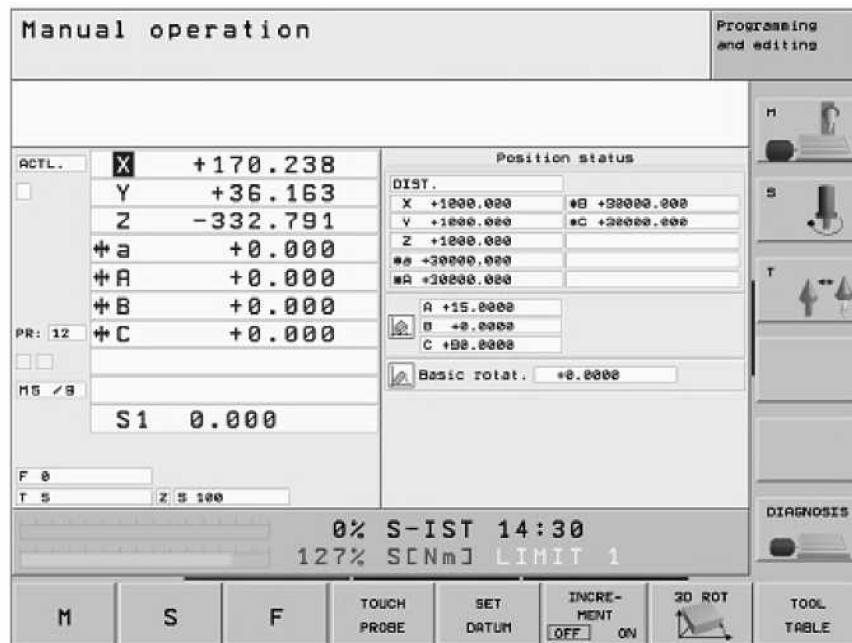 Manual operation
Programming
and editing
M
ACTL.
X +170.238
Y +36.163
Z -332.791
a +0.000
A +0.000
B +0.000
PR: 12 C +0.000
M5 /9
S1 0.000
F 0
T 5 Z S 100
Position status
DIST.
X +1000.000 *B +30000.000
Y +1000.000 *C +30000.000
Z +1000.000
*a +30000.000
*A +30000.000
A +15.0000
B +0.0000
C +90.0000
Basic rotat. +0.0000
S
T
DIAGNOSIS
0% S-IST 14:30
127% S[Nm] LIMIT 1
M
S
F
TOUCH
PROBE
SET
DATUM
INCRE-
MENT
OFF ON
3D ROT
TOOL
TABLE